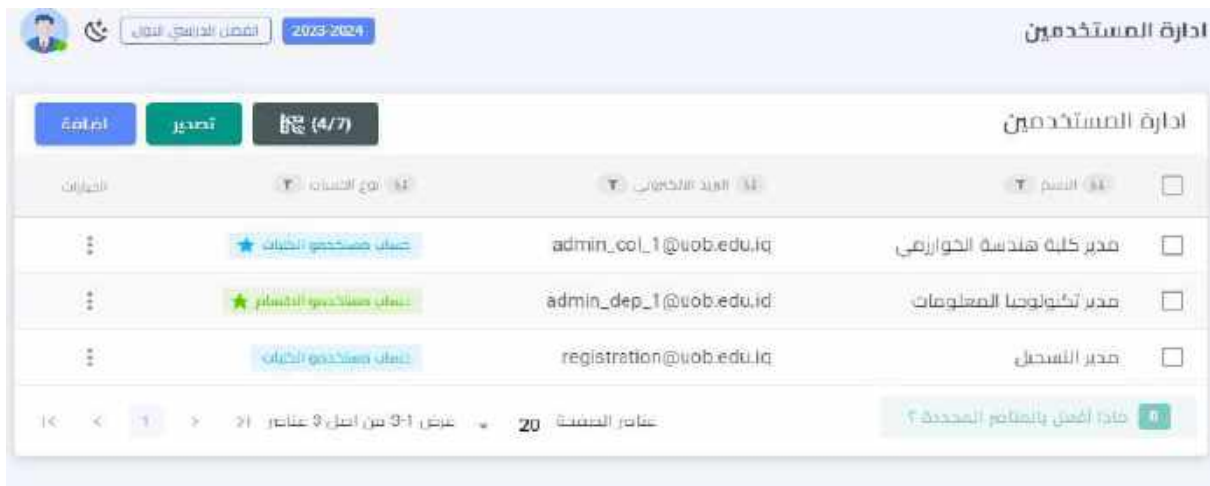 ادارة المستخدمين
2023-2024 الفصل الدراسي الاول
ادارة المستخدمين
(4/7) تصدير اضافة
الاسم البريد الالكتروني نوع الحساب الخيارات
مدير كلية هندسة الخوارزمي admin_col_1@uob.edu.iq حساب مستخدمو الكليات
مدير تكنولوجيا المعلومات admin_dep_1@uob.edu.id حساب مستخدمو الاقسام
مدير التسجيل registration@uob.edu.iq حساب مستخدمو الكليات
0 ماذا أفعل بالعناصر المحددة ؟ عناصر الصفحة 20 عرض 1-3 من اصل 3 عناصر 1